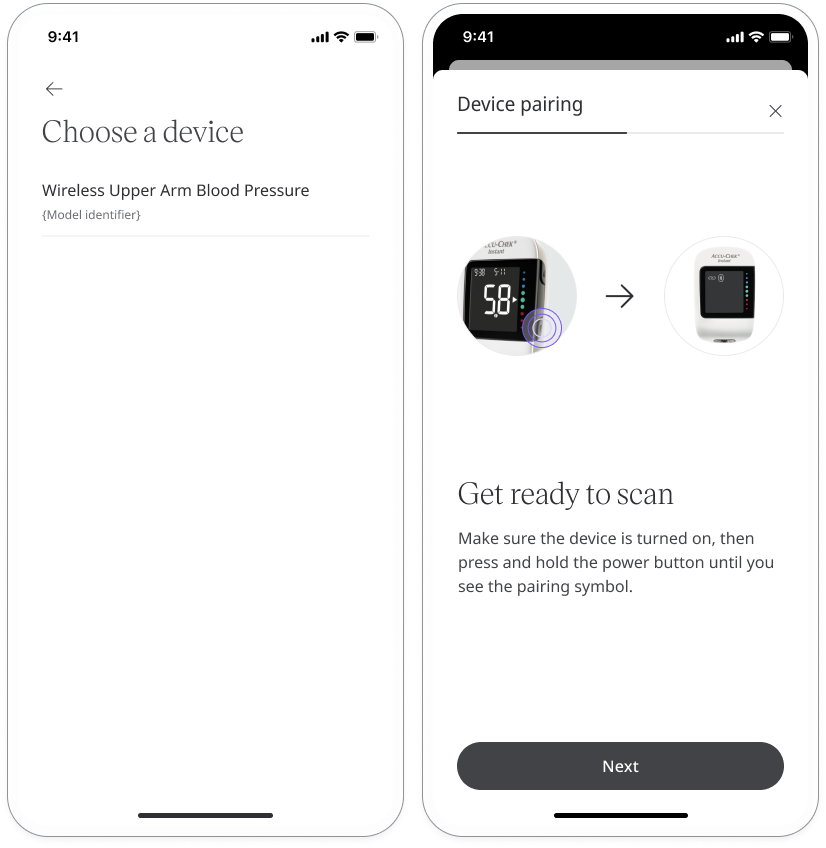 9:41
Choose a device
Wireless Upper Arm Blood Pressure
{Model identifier}
9:41
Device pairing
ACCU-CHEK®
Instant
9:30 5-11
5.8
ACCU-CHEK®
Instant
Get ready to scan
Make sure the device is turned on, then
press and hold the power button until you
see the pairing symbol.
Next